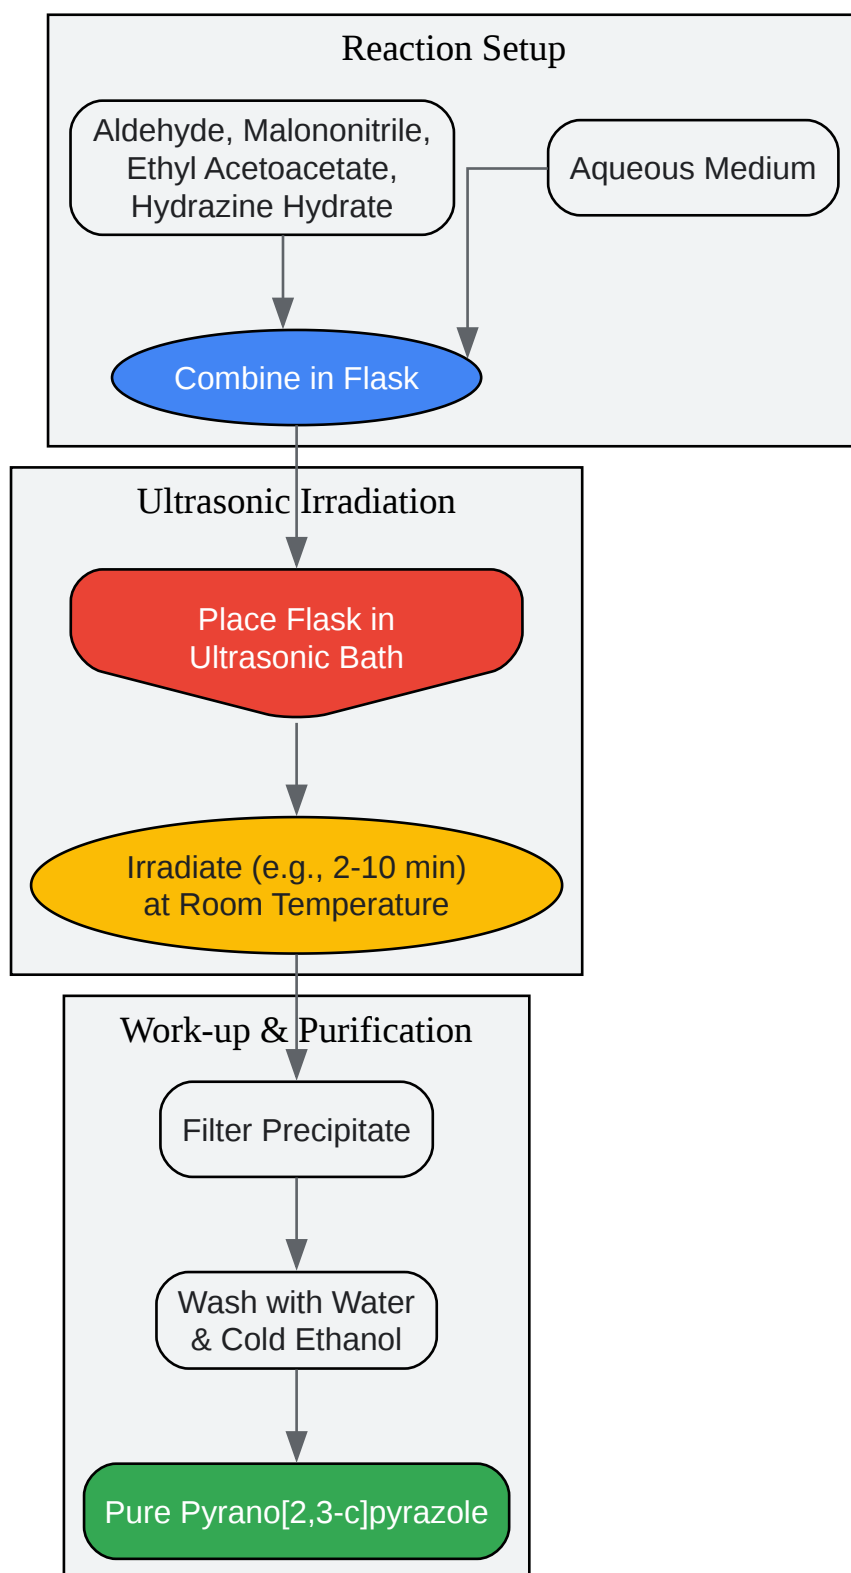 Reaction Setup
Aldehyde, Malononitrile,
Ethyl Acetoacetate,
Hydrazine Hydrate
Aqueous Medium
Combine in Flask
Ultrasonic Irradiation
Place Flask in
Ultrasonic Bath
Irradiate (e.g., 2-10 min)
at Room Temperature
Work-up & Purification
Filter Precipitate
Wash with Water
& Cold Ethanol
Pure Pyrano[2,3-c]pyrazole